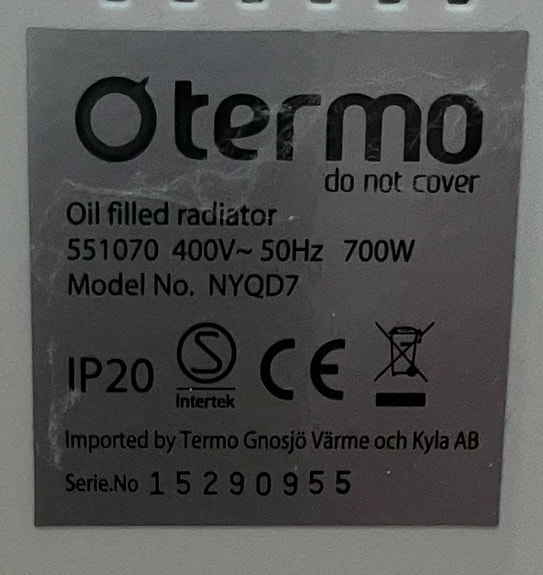 termo
do not cover
Oil filled radiator
551070 400V~ 50Hz 700W
Model No. NYQD7
IP20 S Intertek CE
Imported by Termo Gnosjö Värme och Kyla AB
Serie.No 15290955